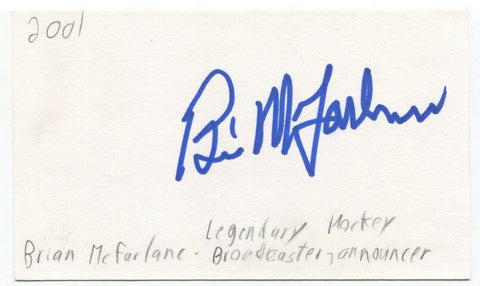 2001
Bri McFarlane
Legendary Hockey
Brian McFarlane - Broadcaster, announcer